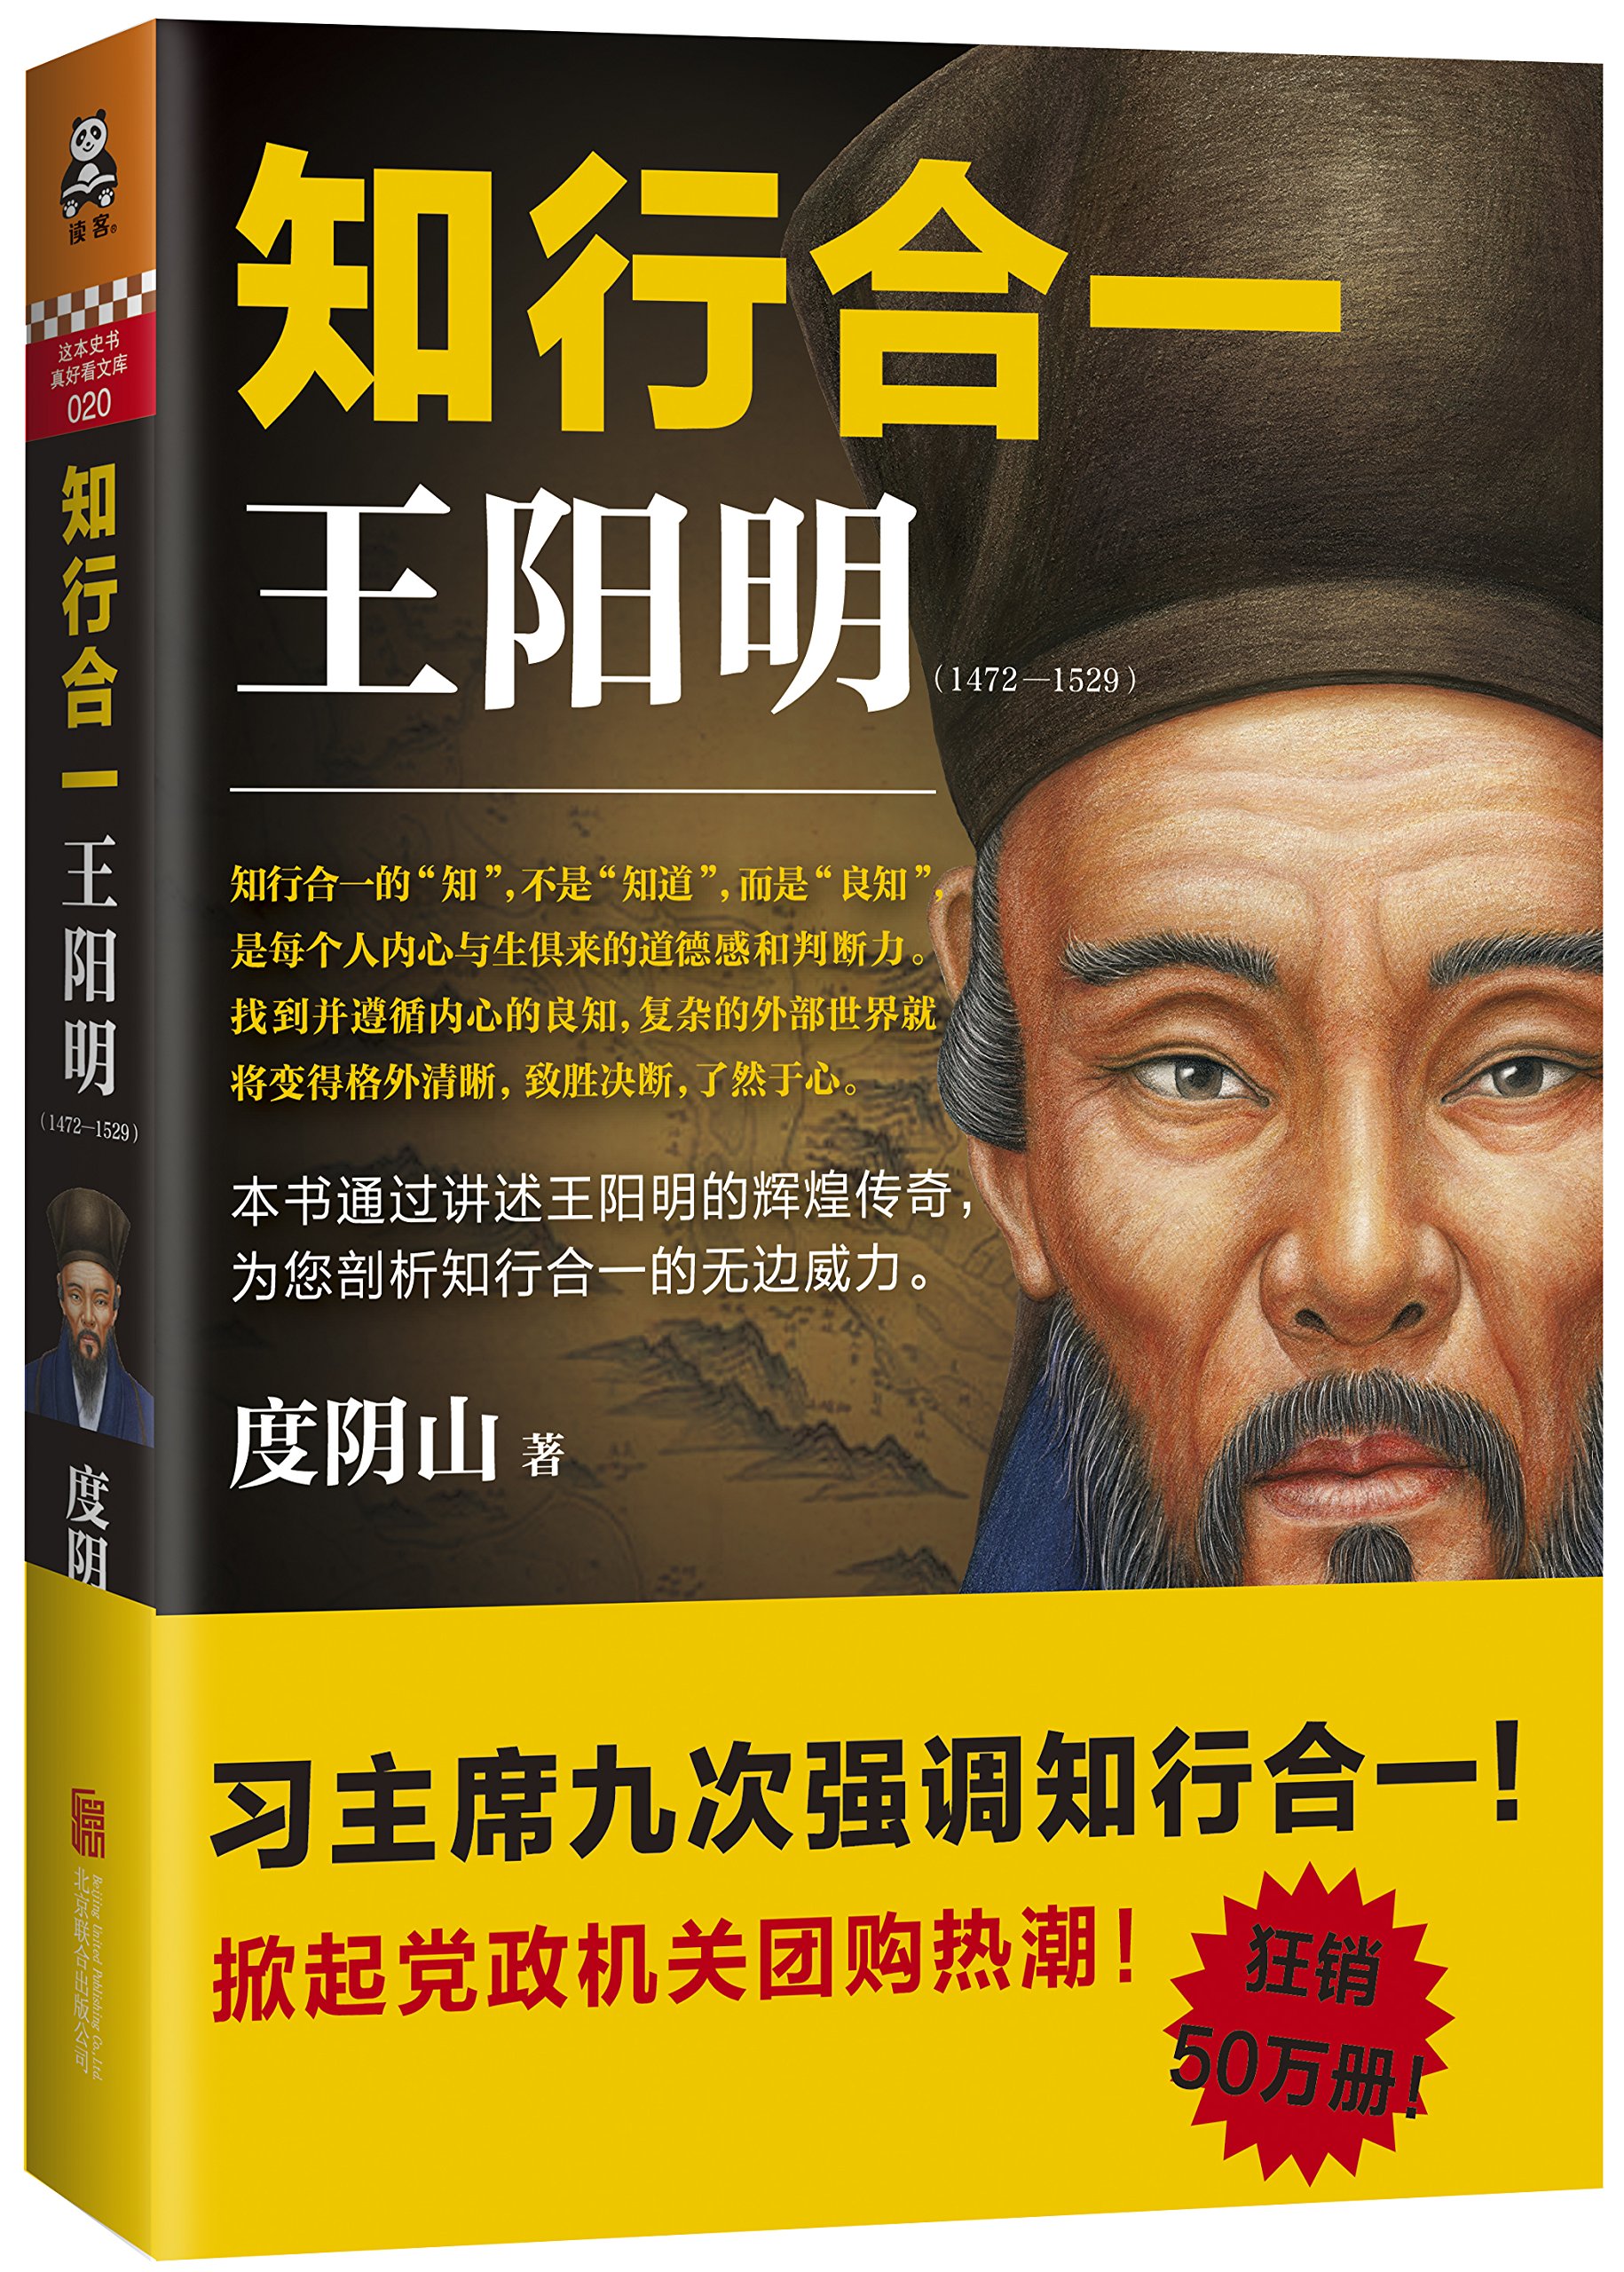 读客®
这本史书
真好看文库
020
知行合一
王阳明
(1472—1529)
度阴
北京联合出版公司
Beijing United Publishing Co.,Ltd.
知行合一
王阳明
(1472—1529)
知行合一的“知”,不是“知道”,而是“良知”,
是每个人内心与生俱来的道德感和判断力。
找到并遵循内心的良知,复杂的外部世界就
将变得格外清晰,致胜决断,了然于心。
本书通过讲述王阳明的辉煌传奇,
为您剖析知行合一的无边威力。
度阴山 著
习主席九次强调知行合一!
掀起党政机关团购热潮!
狂销
50万册!